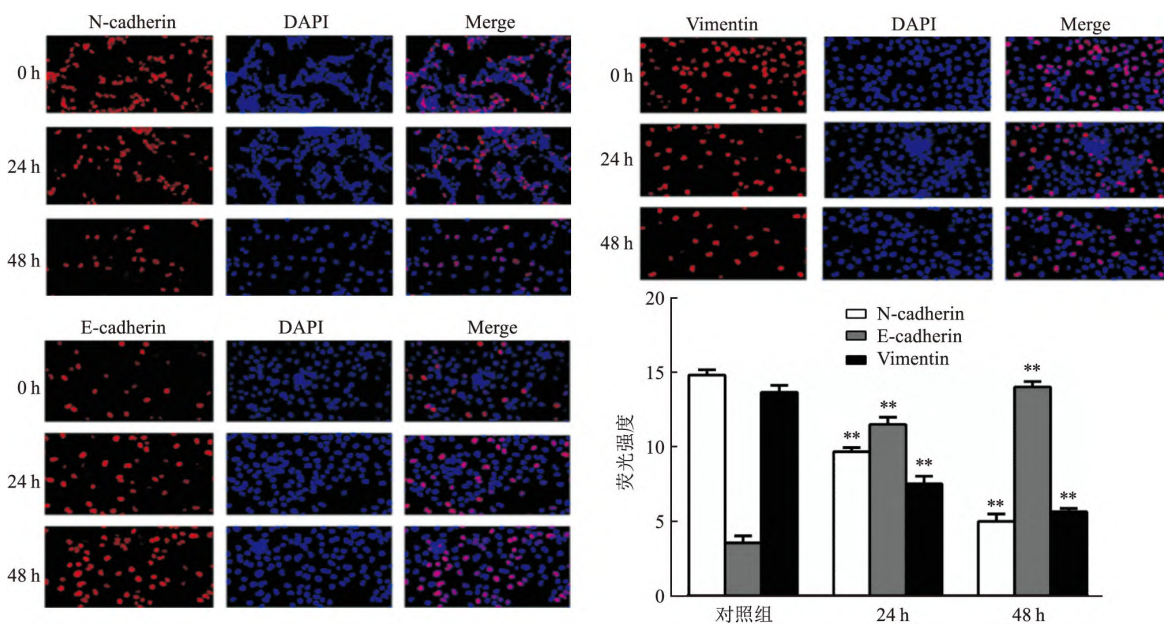 N-cadherin DAPI Merge
0 h
24 h
48 h
E-cadherin DAPI Merge
0 h
24 h
48 h
Vimentin DAPI Merge
0 h
24 h
48 h
20
15
10
5
0
荧光强度
N-cadherin
E-cadherin
Vimentin
** ** **
** ** **
对照组 24 h 48 h